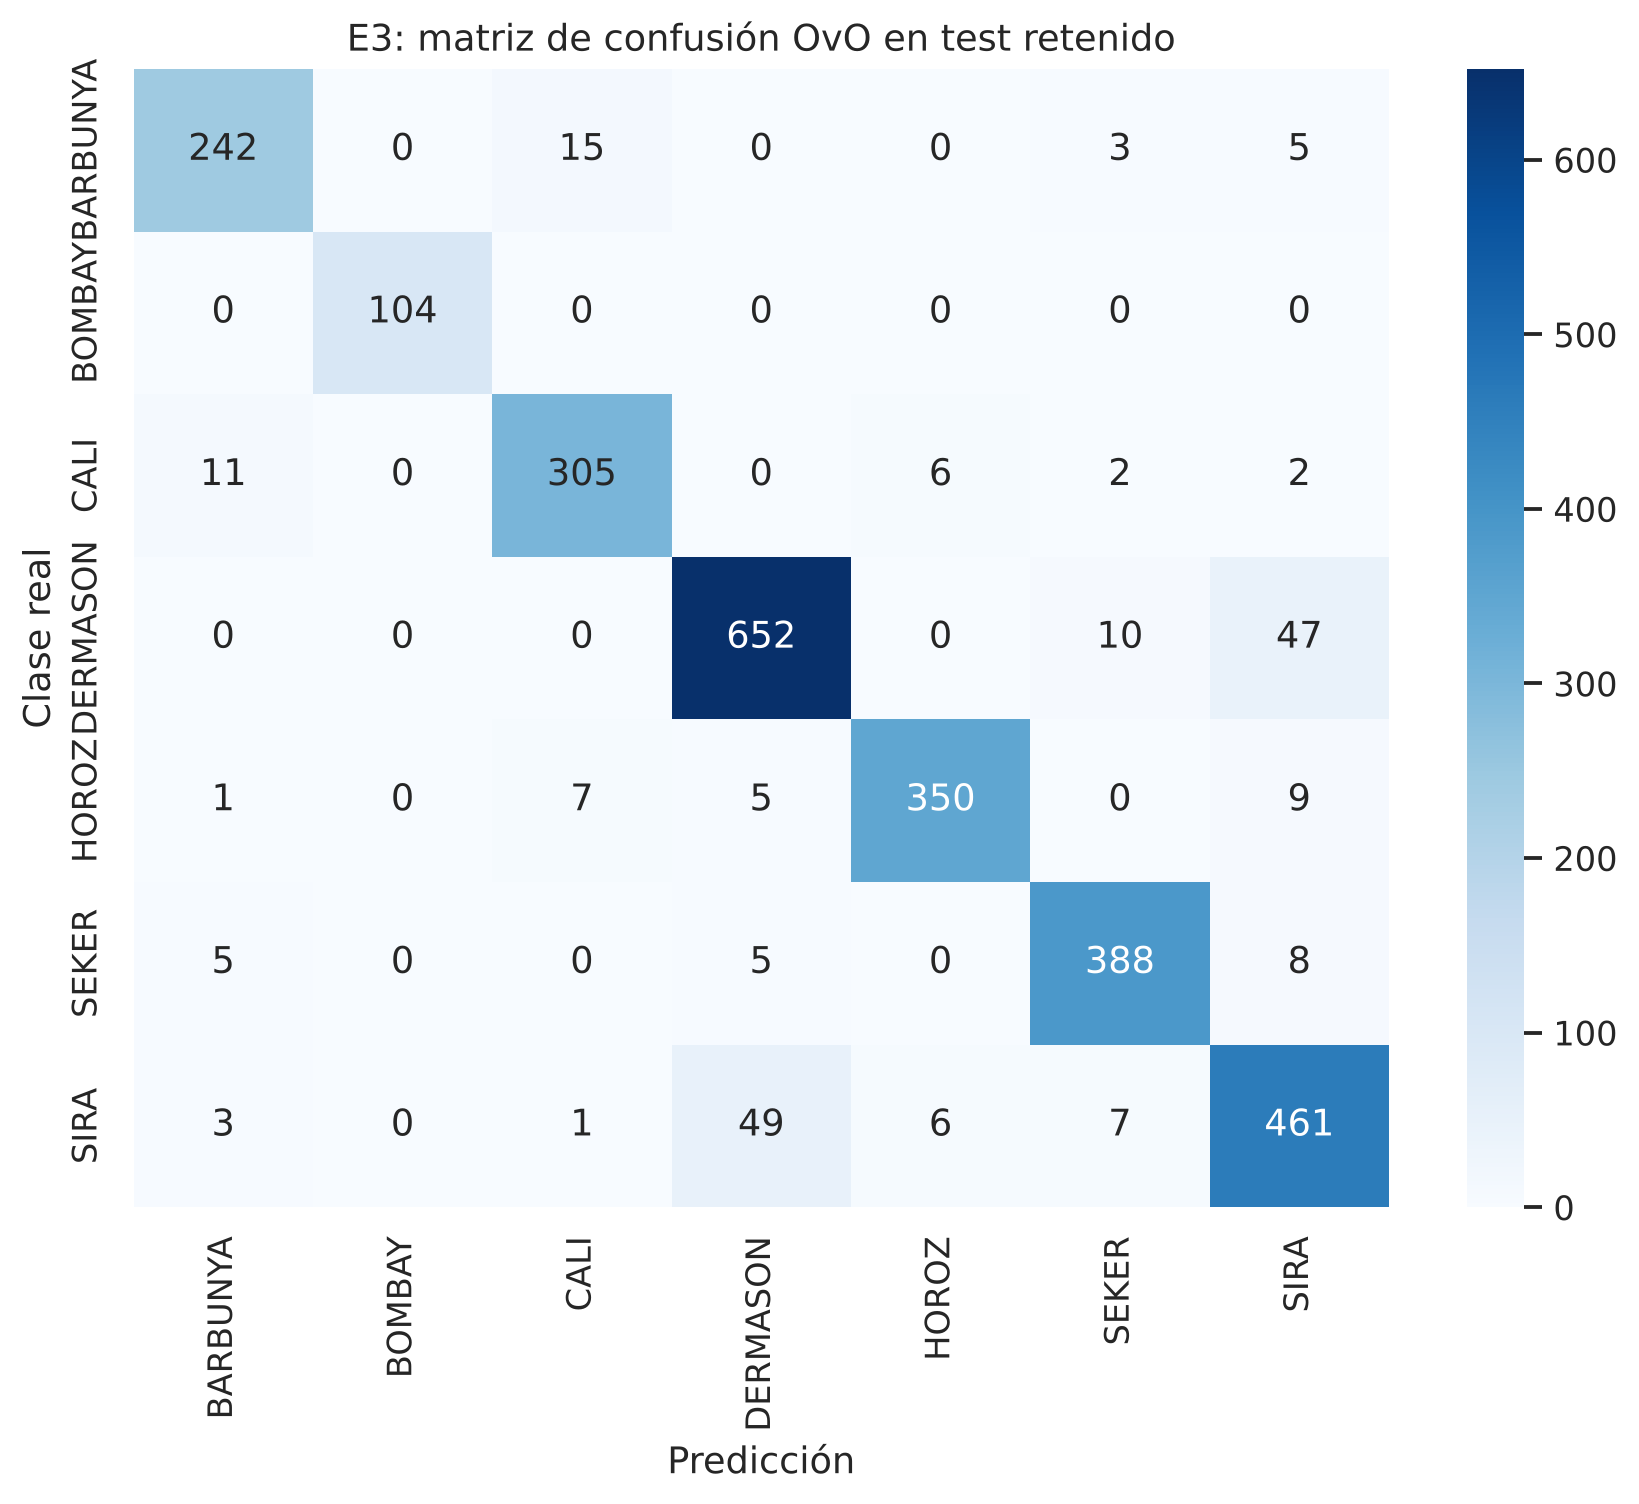 E3: matriz de confusión OvO en test retenido
Clase real
BARBUNYA 242 0 15 0 0 3 5
BOMBAY 0 104 0 0 0 0 0
CALI 11 0 305 0 6 2 2
DERMASON 0 0 0 652 0 10 47
HOROZ 1 0 7 5 350 0 9
SEKER 5 0 0 5 0 388 8
SIRA 3 0 1 49 6 7 461
BARBUNYA BOMBAY CALI DERMASON HOROZ SEKER SIRA
Predicción
600
500
400
300
200
100
0